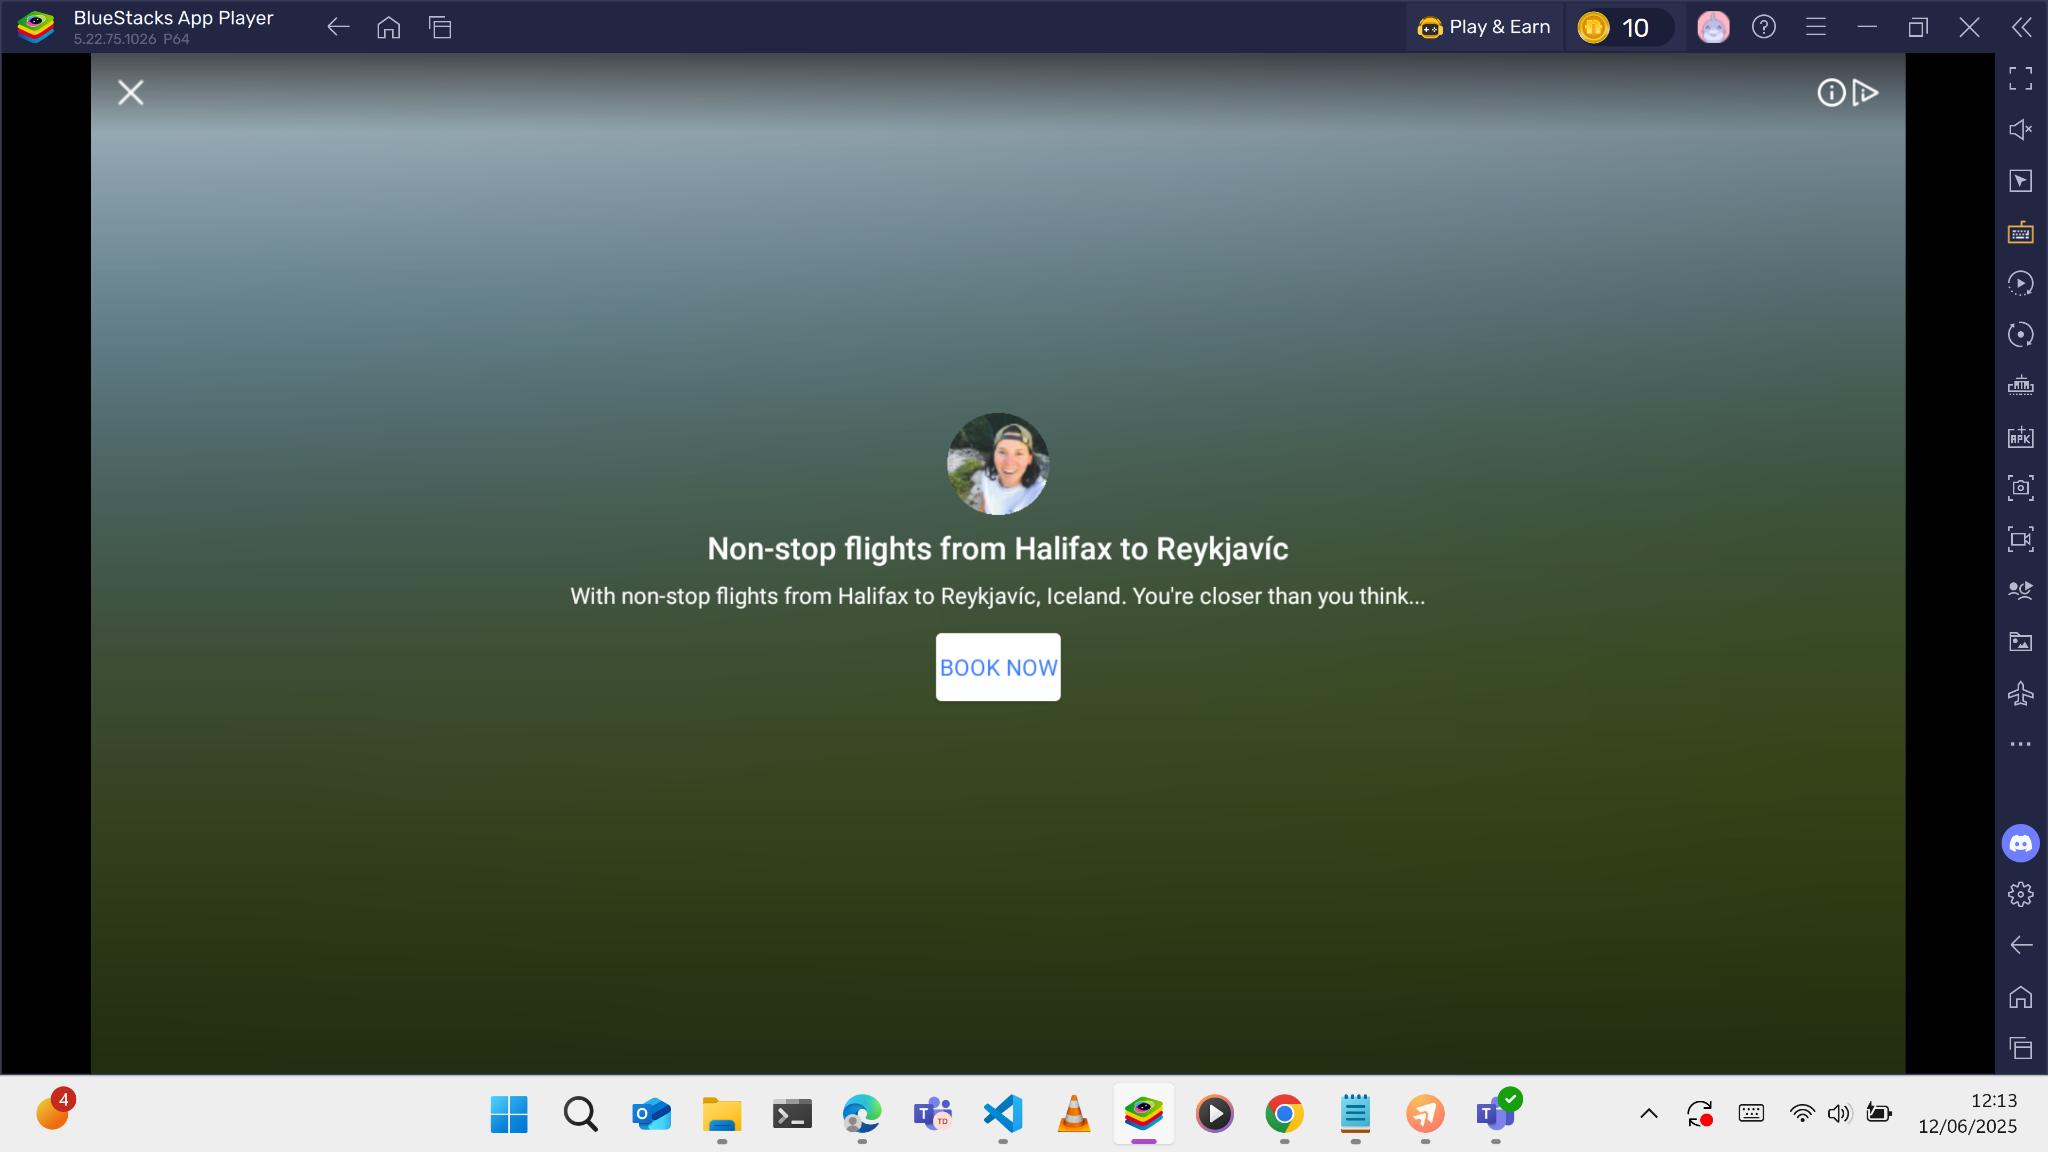 BlueStacks App Player
5.22.75.1026 P64
Play & Earn
10
Non-stop flights from Halifax to Reykjavíc
With non-stop flights from Halifax to Reykjavíc, Iceland. You're closer than you think...
BOOK NOW
APK
4
TD
12:13
12/06/2025